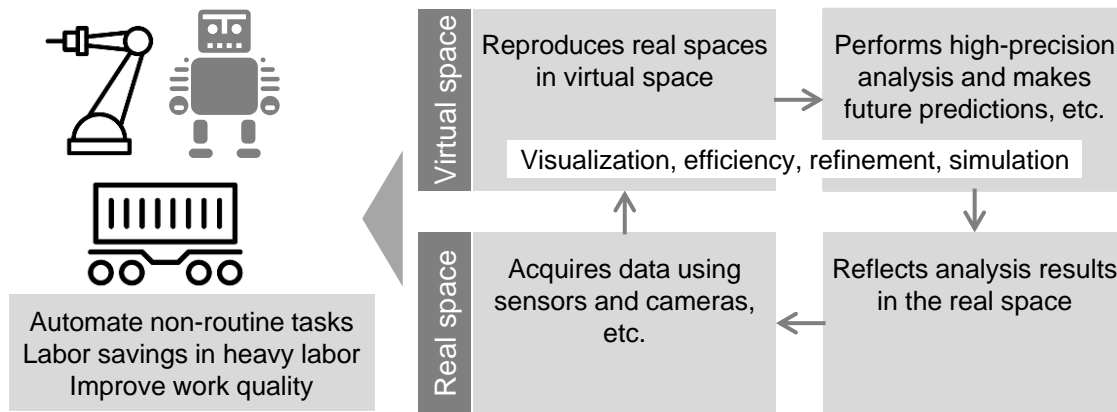 Virtual space
Reproduces real spaces
in virtual space
Performs high-precision
analysis and makes
future predictions, etc.
Visualization, efficiency, refinement, simulation
Real space
Acquires data using
sensors and cameras,
etc.
Reflects analysis results
in the real space
Automate non-routine tasks
Labor savings in heavy labor
Improve work quality